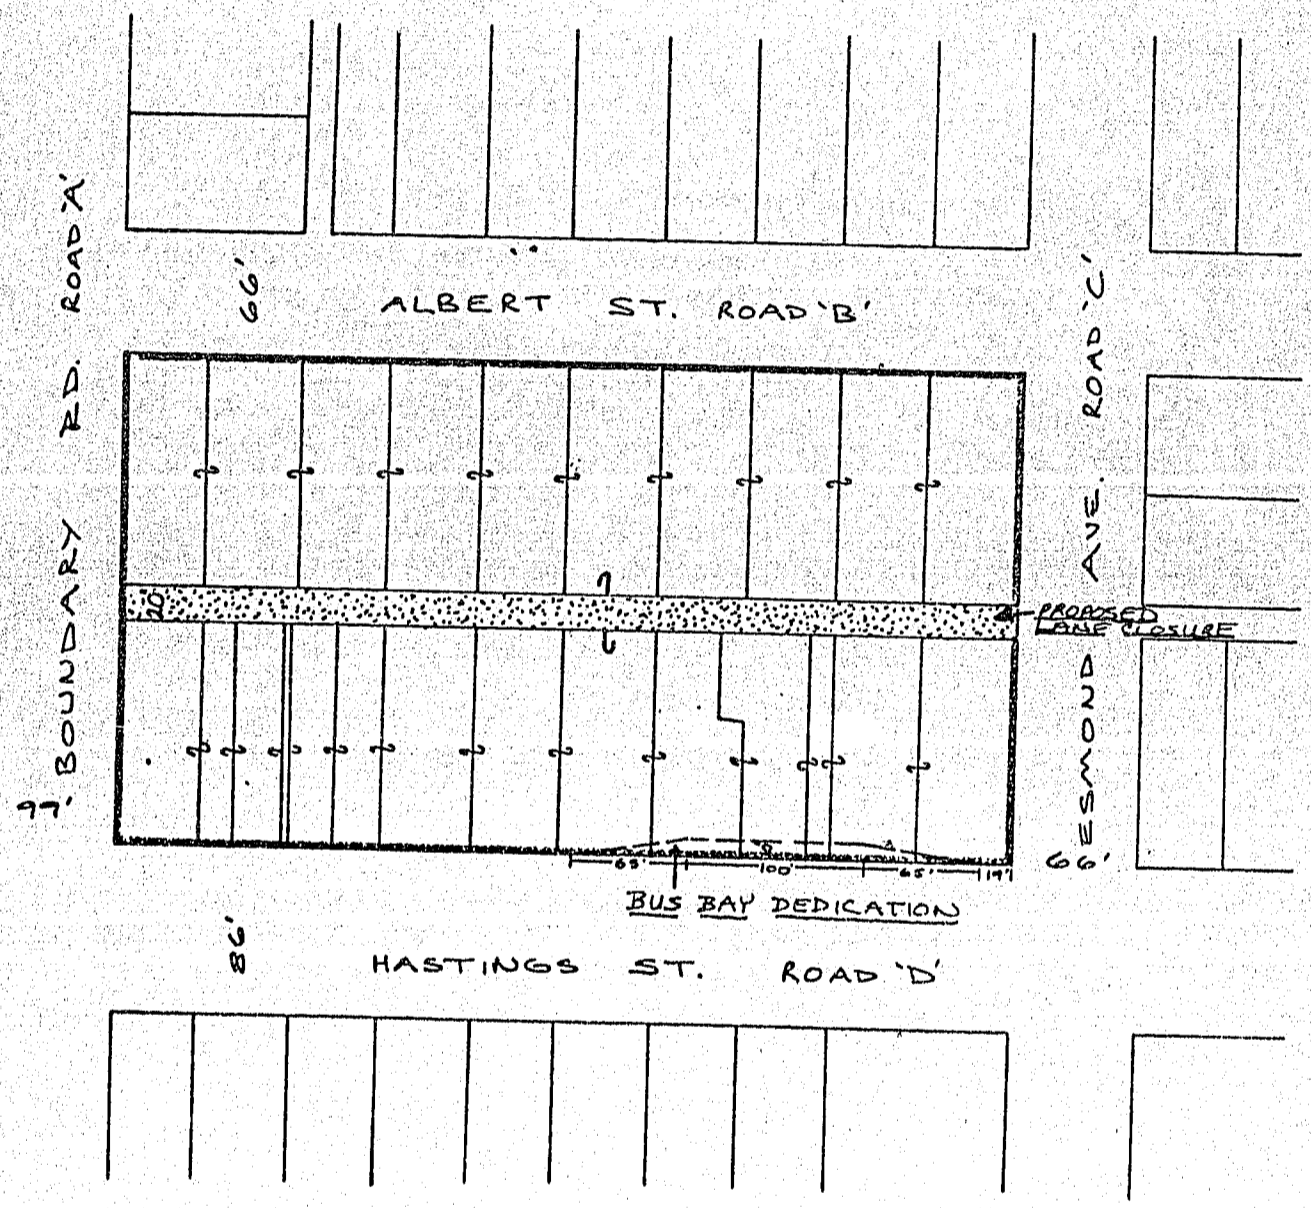 BOUNDARY RD. ROAD 'A'
66'
ALBERT ST. ROAD 'B'
ESMOND AVE. ROAD 'C'
20'
PROPOSED
LANE CLOSURE
65'
100'
65'
19'
66'
BUS BAY DEDICATION
86'
HASTINGS ST. ROAD 'D'